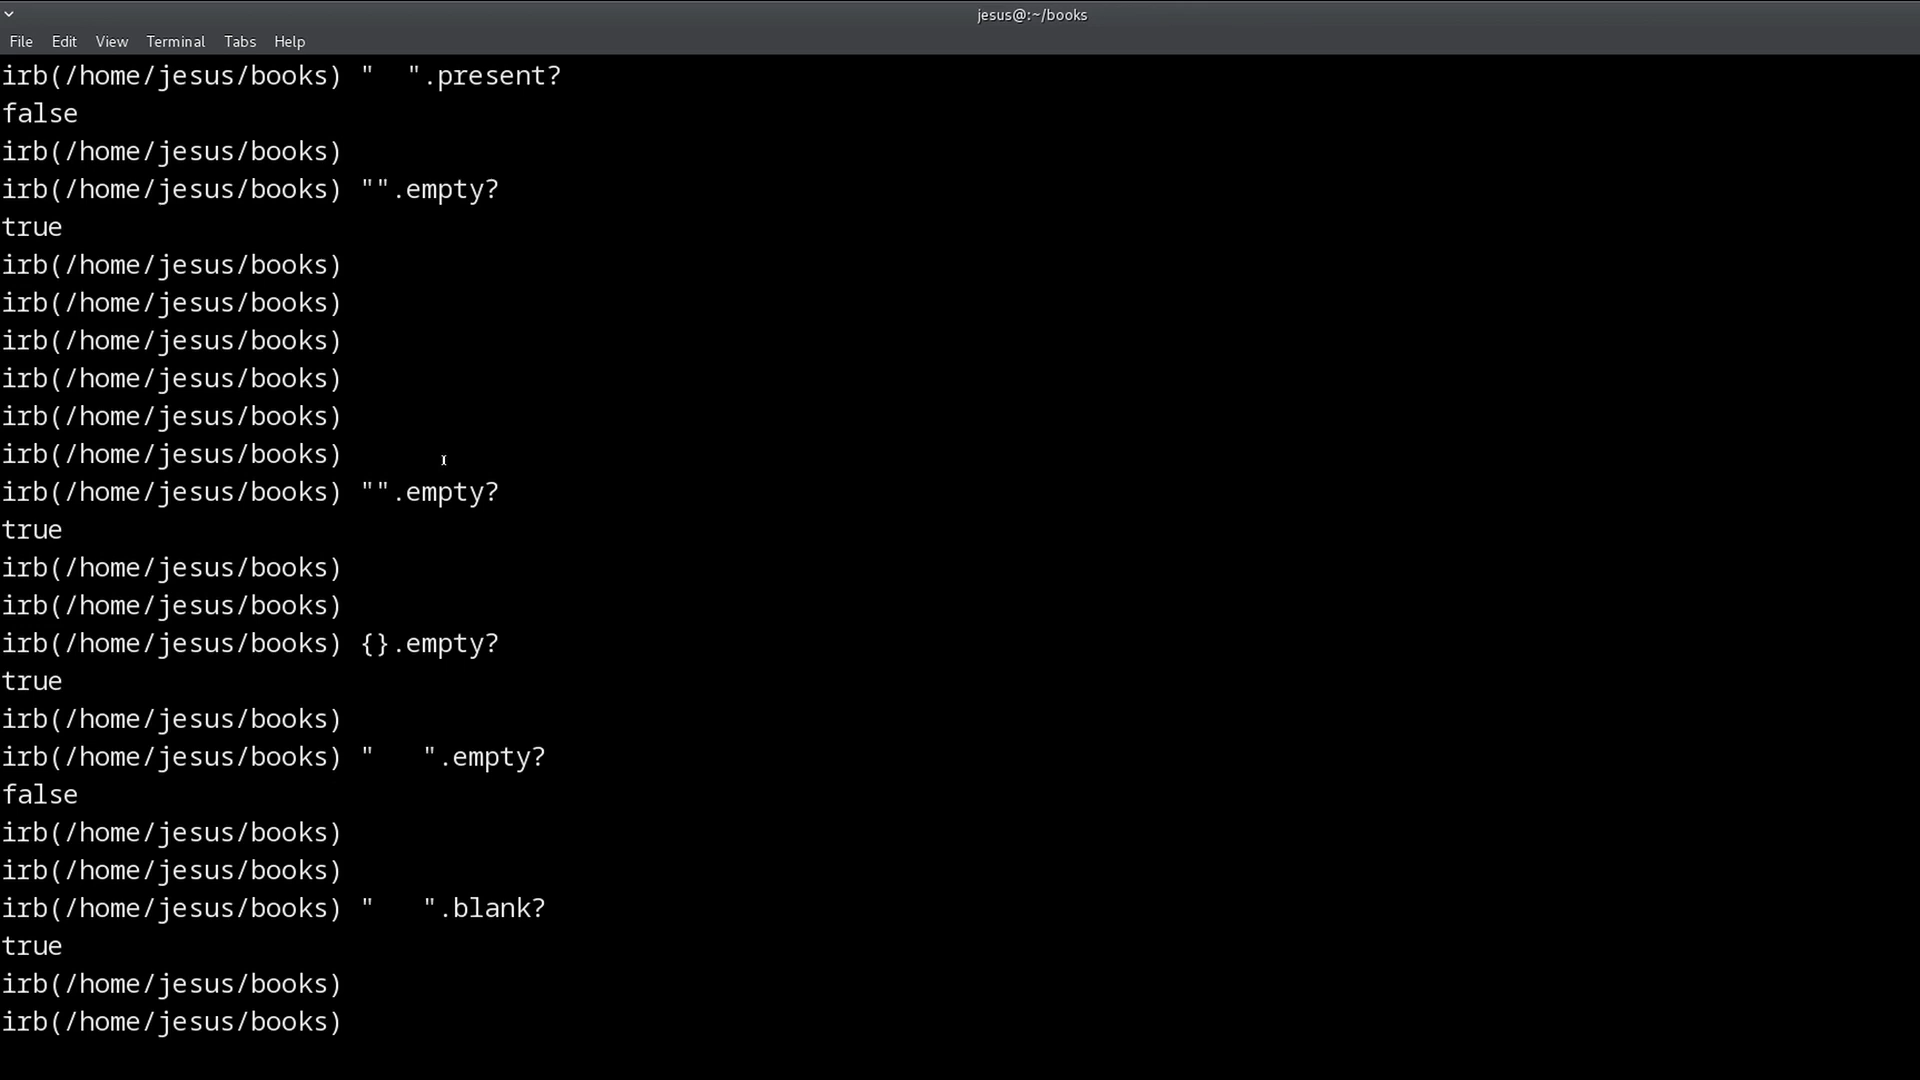 jesus@:~/books
File Edit View Terminal Tabs Help
irb(/home/jesus/books) "  ".present?
false
irb(/home/jesus/books)
irb(/home/jesus/books) "".empty?
true
irb(/home/jesus/books)
irb(/home/jesus/books)
irb(/home/jesus/books)
irb(/home/jesus/books)
irb(/home/jesus/books)
irb(/home/jesus/books)
irb(/home/jesus/books) "".empty?
true
irb(/home/jesus/books)
irb(/home/jesus/books)
irb(/home/jesus/books) {}.empty?
true
irb(/home/jesus/books)
irb(/home/jesus/books) "   ".empty?
false
irb(/home/jesus/books)
irb(/home/jesus/books)
irb(/home/jesus/books) "   ".blank?
true
irb(/home/jesus/books)
irb(/home/jesus/books)